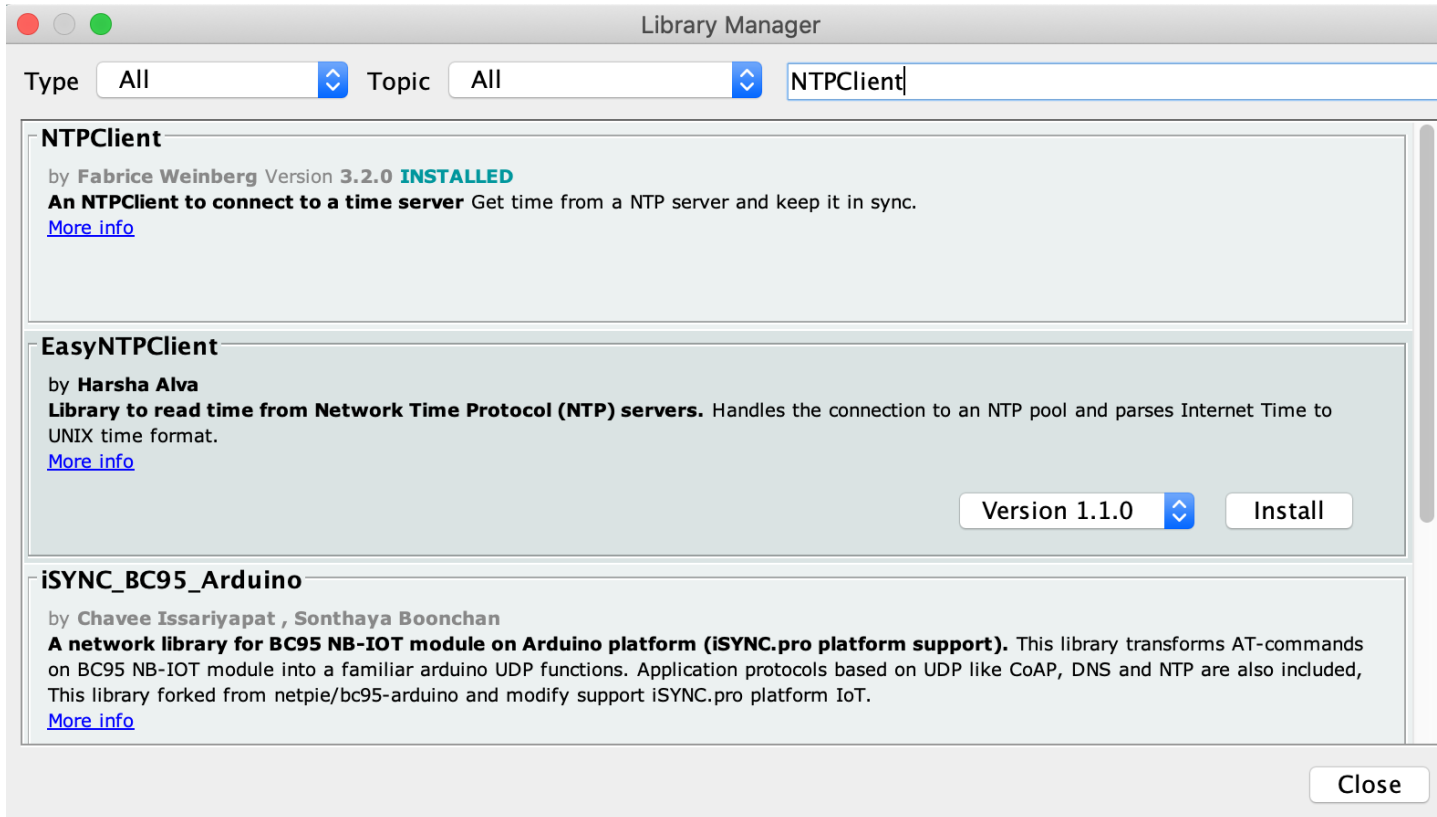 Library Manager
Type All Topic All NTPClient
NTPClient
by Fabrice Weinberg Version 3.2.0 INSTALLED
An NTPClient to connect to a time server Get time from a NTP server and keep it in sync.
More info
EasyNTPClient
by Harsha Alva
Library to read time from Network Time Protocol (NTP) servers. Handles the connection to an NTP pool and parses Internet Time to
UNIX time format.
More info
Version 1.1.0 Install
iSYNC_BC95_Arduino
by Chavee Issariyapat , Sonthaya Boonchan
A network library for BC95 NB-IOT module on Arduino platform (iSYNC.pro platform support). This library transforms AT-commands
on BC95 NB-IOT module into a familiar arduino UDP functions. Application protocols based on UDP like CoAP, DNS and NTP are also included,
This library forked from netpie/bc95-arduino and modify support iSYNC.pro platform IoT.
More info
Close